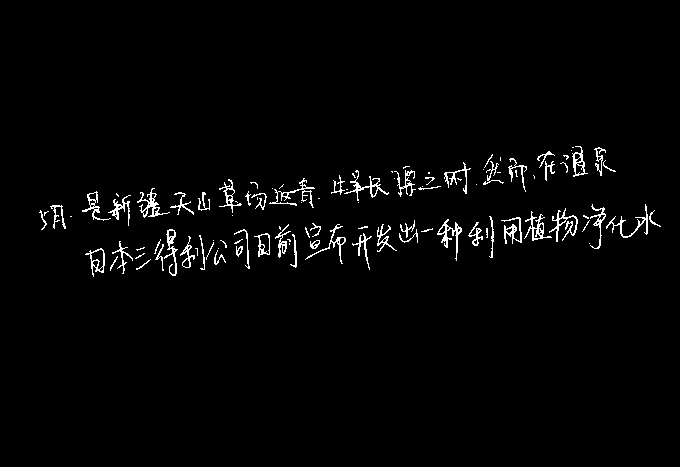 5月,是新疆天山草场返青,牲羊长膘之时,然而,在温泉
日本三得利公司日前宣布开发出一种利用植物净化水